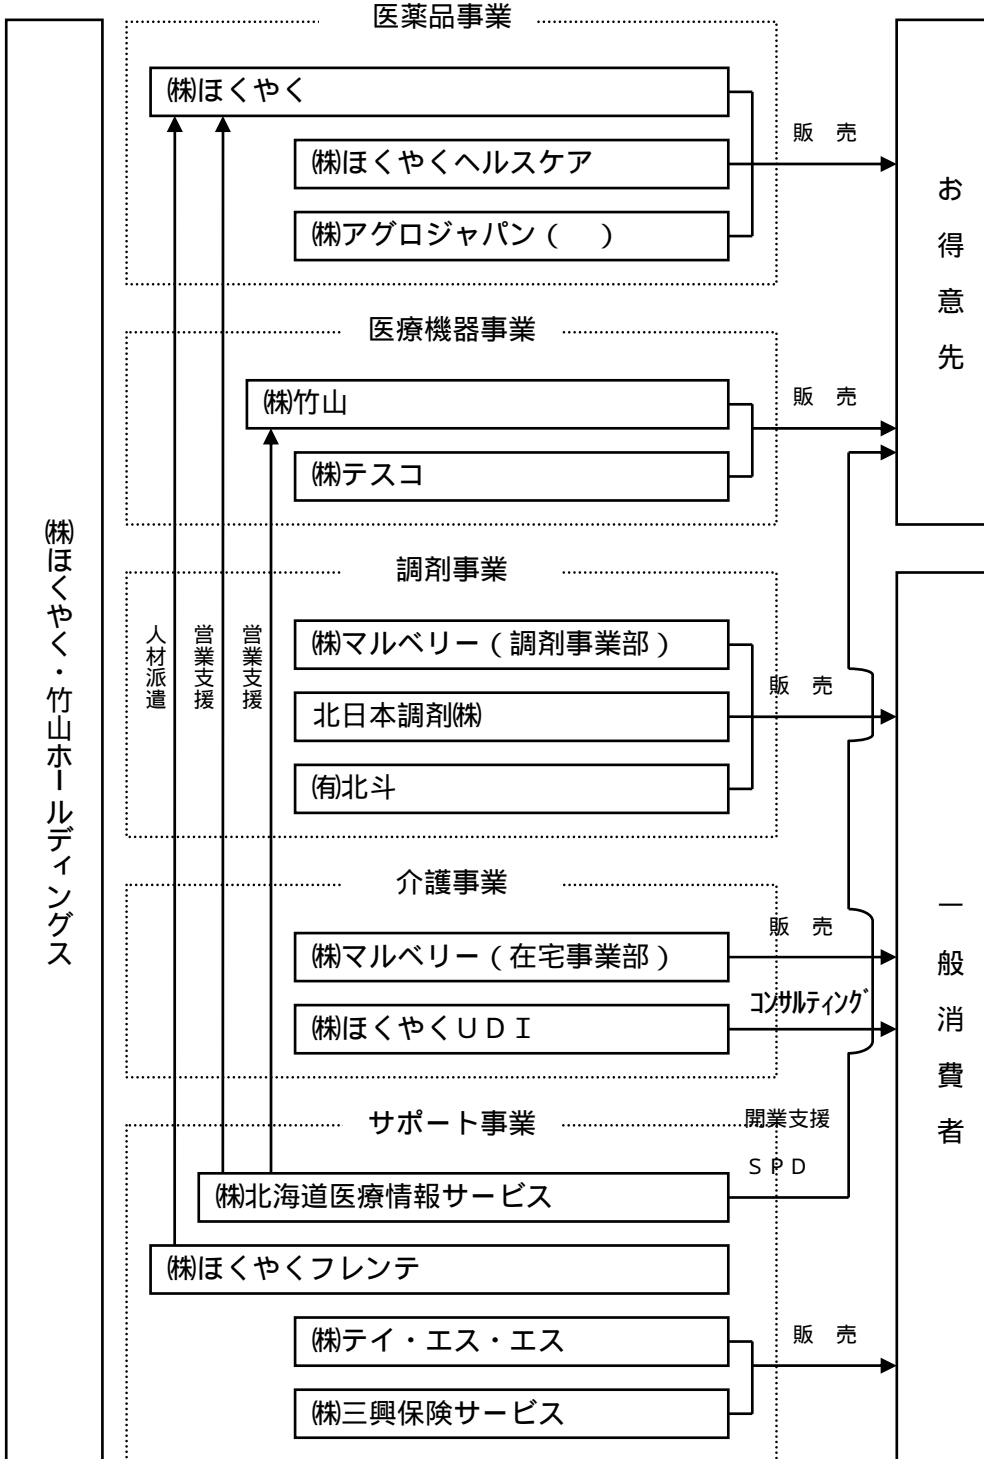 ㈱ほくやく・竹山ホールディングス
医薬品事業
㈱ほくやく
㈱ほくやくヘルスケア
㈱アグロジャパン(　)
販　売
お得意先
医療機器事業
㈱竹山
㈱テスコ
販　売
調剤事業
㈱マルベリー(調剤事業部)
北日本調剤㈱
㈲北斗
販　売
人材派遣
営業支援
営業支援
介護事業
㈱マルベリー(在宅事業部)
㈱ほくやくUDI
販　売
コンサルティング
一般消費者
サポート事業
開業支援
SPD
㈱北海道医療情報サービス
㈱ほくやくフレンテ
㈱テイ・エス・エス
㈱三興保険サービス
販　売